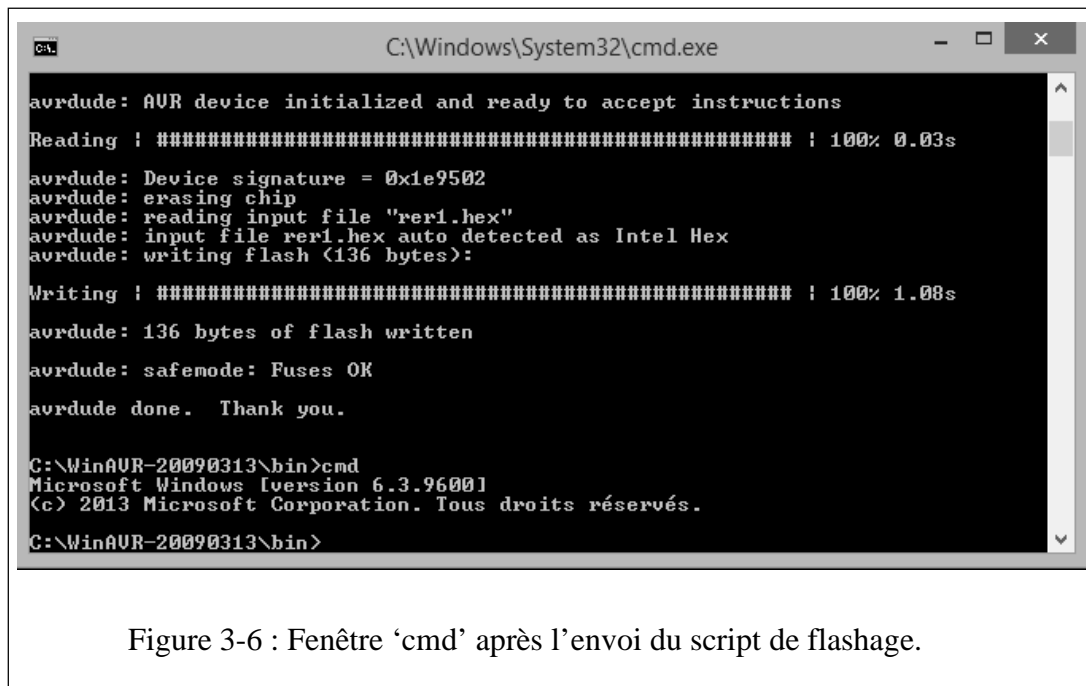 C:\Windows\System32\cmd.exe
avrdude: AVR device initialized and ready to accept instructions
Reading | ################################################## | 100% 0.03s
avrdude: Device signature = 0x1e9502
avrdude: erasing chip
avrdude: reading input file "rer1.hex"
avrdude: input file rer1.hex auto detected as Intel Hex
avrdude: writing flash (136 bytes):
Writing | ################################################## | 100% 1.08s
avrdude: 136 bytes of flash written
avrdude: safemode: Fuses OK
avrdude done.  Thank you.
C:\WinAVR-20090313\bin>cmd
Microsoft Windows [version 6.3.9600]
(c) 2013 Microsoft Corporation. Tous droits réservés.
C:\WinAVR-20090313\bin>
Figure 3-6 : Fenêtre ‘cmd’ après l’envoi du script de flashage.